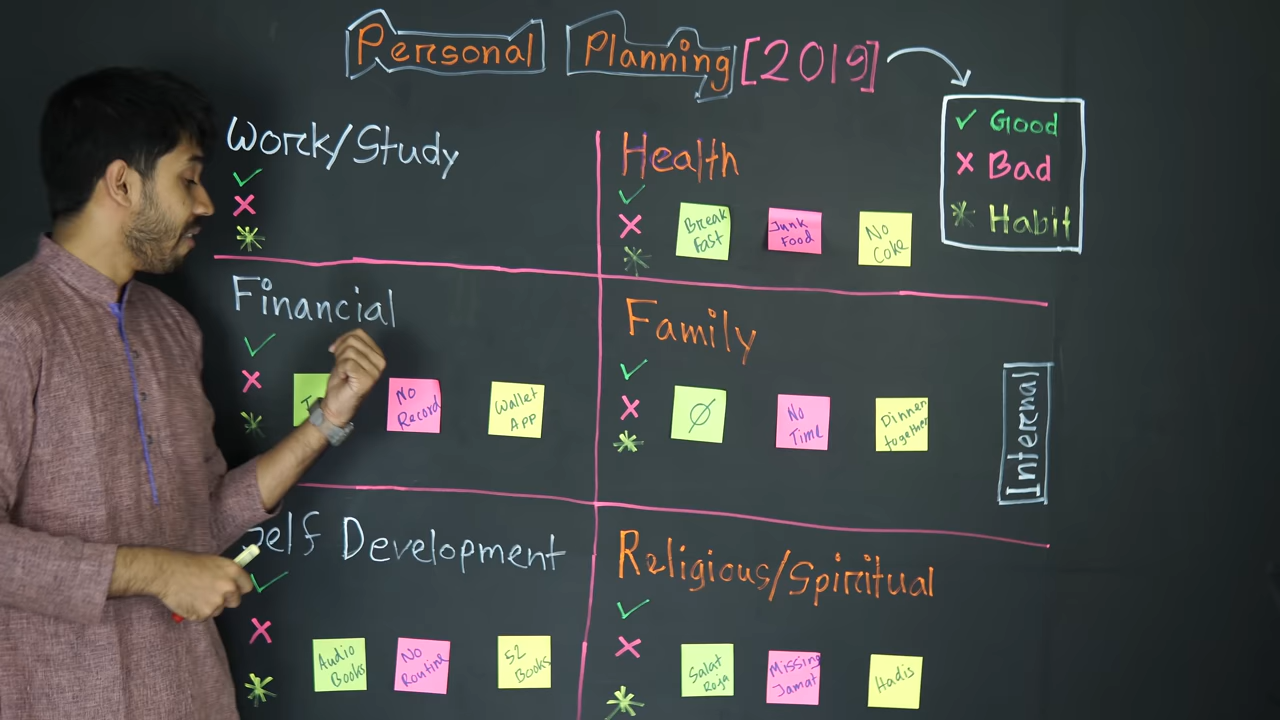 Personal Planning [2019]
✓ Good
× Bad
* Habit
Work/Study
✓
×
*
Health
✓
×
*
Break
Fast
Junk
Food
No
Coke
Financial
✓
×
*
No
Record
Wallet
App
Family
✓
×
*
Ø
No
Time
Dinner
together
Internal
Self Development
✓
×
*
Audio
Books
No
Routine
52
Books
Religious/Spiritual
✓
×
*
Salat
Roja
Missing
Jamat
Hadis